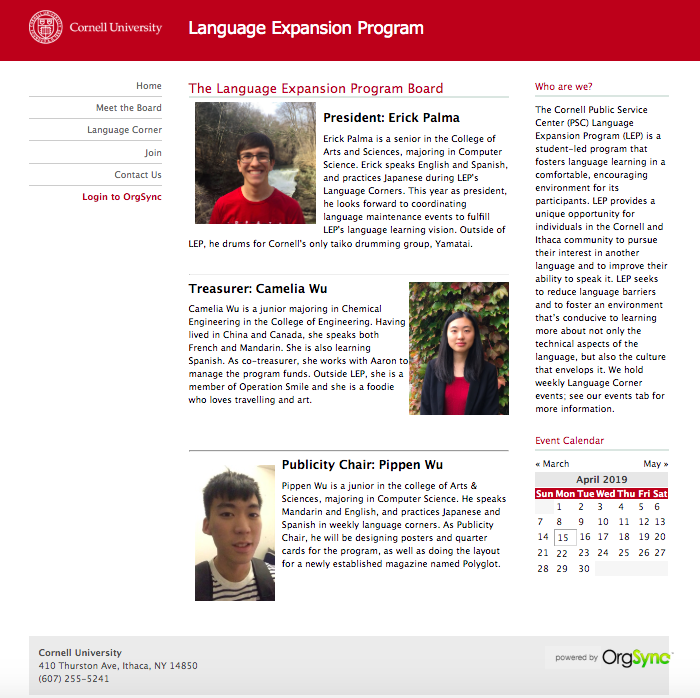 Cornell University
Language Expansion Program
Home
Meet the Board
Language Corner
Join
Contact Us
Login to OrgSync
The Language Expansion Program Board
President: Erick Palma
Erick Palma is a senior in the College of
Arts and Sciences, majoring in Computer
Science. Erick speaks English and Spanish,
and practices Japanese during LEP's
Language Corners. This year as president,
he looks forward to coordinating
language maintenance events to fulfill
LEP's language learning vision. Outside of
LEP, he drums for Cornell's only taiko drumming group, Yamatai.
Treasurer: Camelia Wu
Camelia Wu is a junior majoring in Chemical
Engineering in the College of Engineering. Having
lived in China and Canada, she speaks both
French and Mandarin. She is also learning
Spanish. As co-treasurer, she works with Aaron to
manage the program funds. Outside LEP, she is a
member of Operation Smile and she is a foodie
who loves travelling and art.
Publicity Chair: Pippen Wu
Pippen Wu is a junior in the college of Arts &
Sciences, majoring in Computer Science. He speaks
Mandarin and English, and practices Japanese and
Spanish in weekly language corners. As Publicity
Chair, he will be designing posters and quarter
cards for the program, as well as doing the layout
for a newly established magazine named Polyglot.
Who are we?
The Cornell Public Service
Center (PSC) Language
Expansion Program (LEP) is a
student-led program that
fosters language learning in a
comfortable, encouraging
environment for its
participants. LEP provides a
unique opportunity for
individuals in the Cornell and
Ithaca community to pursue
their interest in another
language and to improve their
ability to speak it. LEP seeks
to reduce language barriers
and to foster an environment
that's conducive to learning
more about not only the
technical aspects of the
language, but also the culture
that envelops it. We hold
weekly Language Corner
events; see our events tab for
more information.
Event Calendar
« March May »
April 2019
Sun Mon Tue Wed Thu Fri Sat
1 2 3 4 5 6
7 8 9 10 11 12 13
14 15 16 17 18 19 20
21 22 23 24 25 26 27
28 29 30
Cornell University
410 Thurston Ave, Ithaca, NY 14850
(607) 255-5241
powered by OrgSync